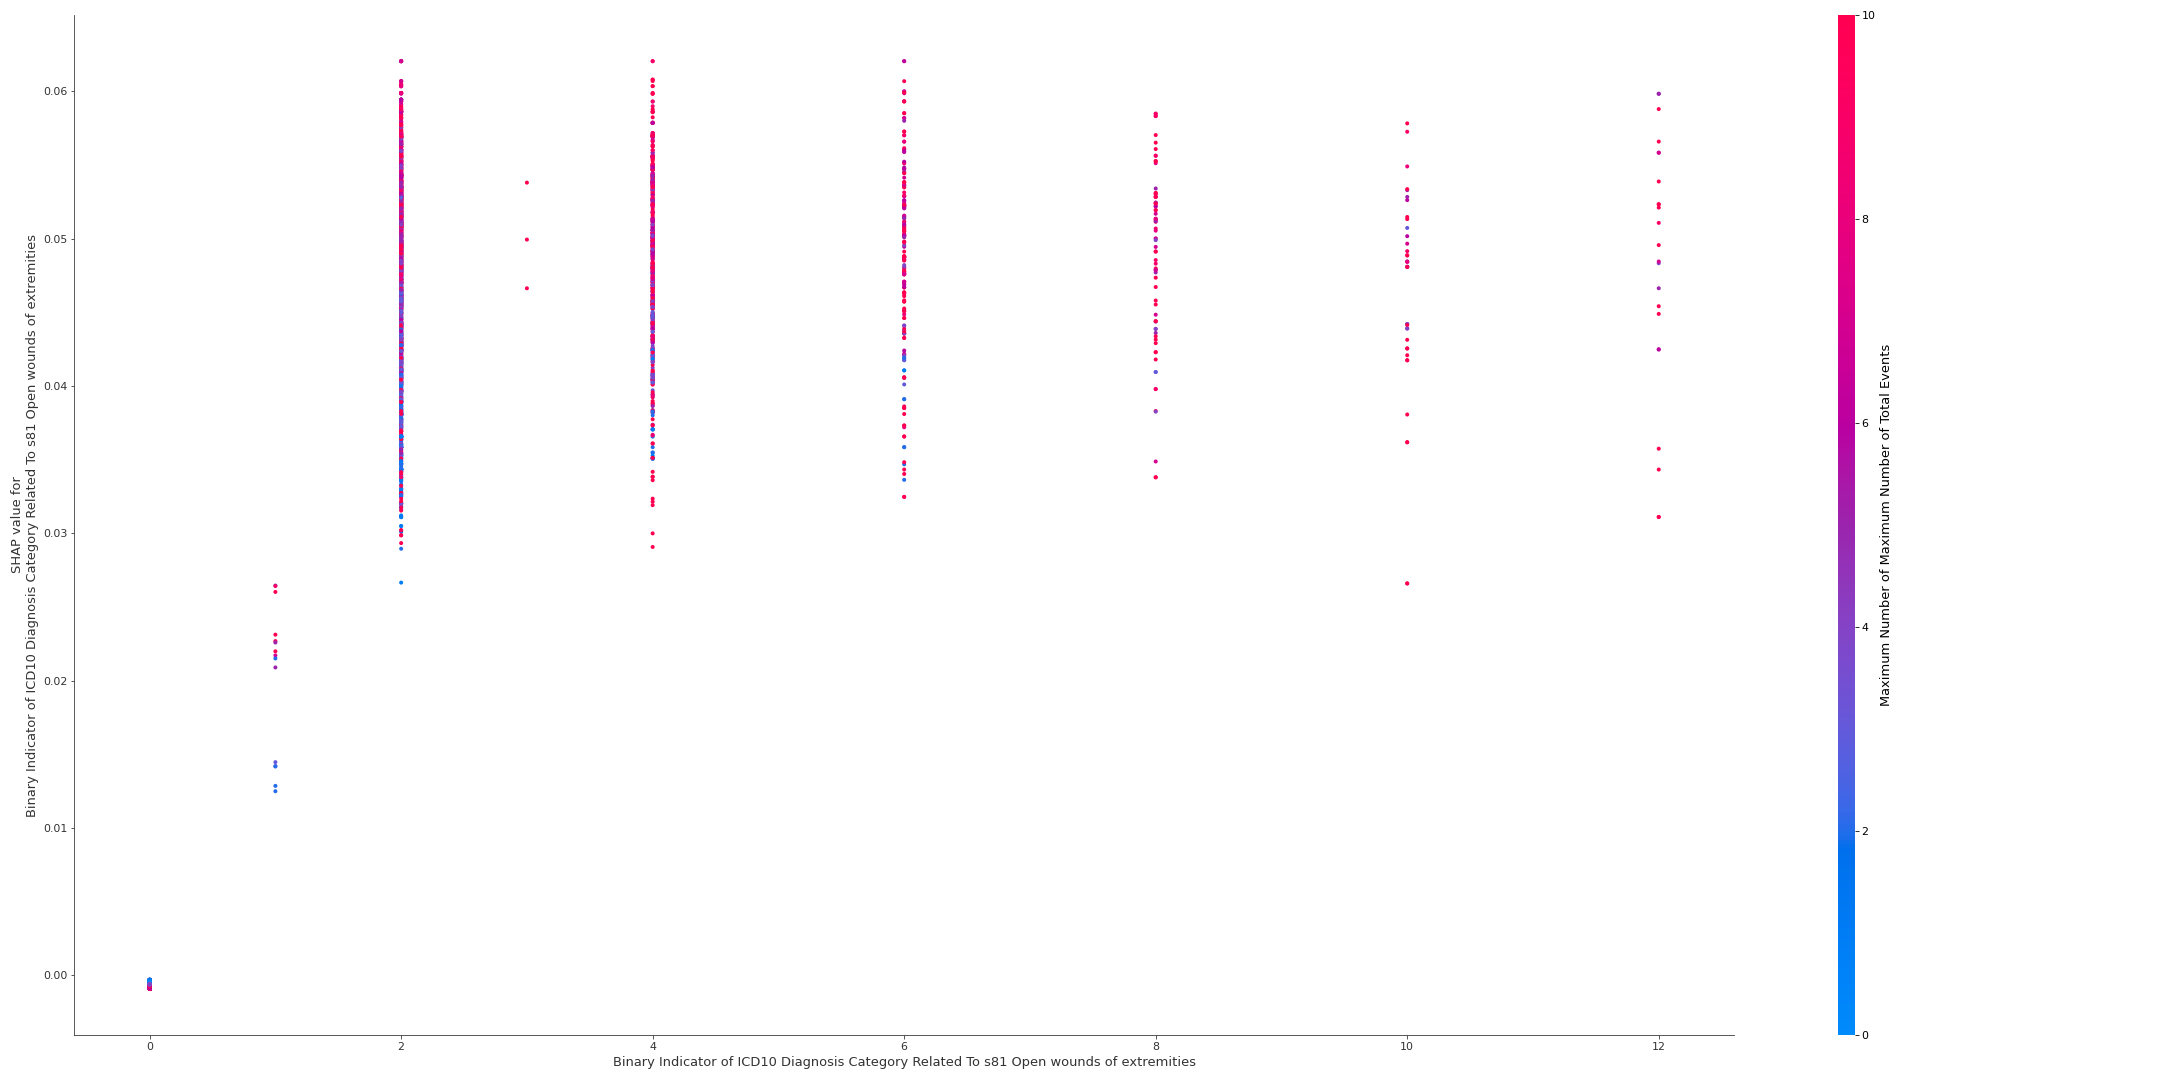 SHAP value for
Binary Indicator of ICD10 Diagnosis Category Related To s81 Open wounds of extremities
0.06
0.05
0.04
0.03
0.02
0.01
0.00
0 2 4 6 8 10 12
Binary Indicator of ICD10 Diagnosis Category Related To s81 Open wounds of extremities
10
8
6
4
2
0
Maximum Number of Maximum Number of Total Events